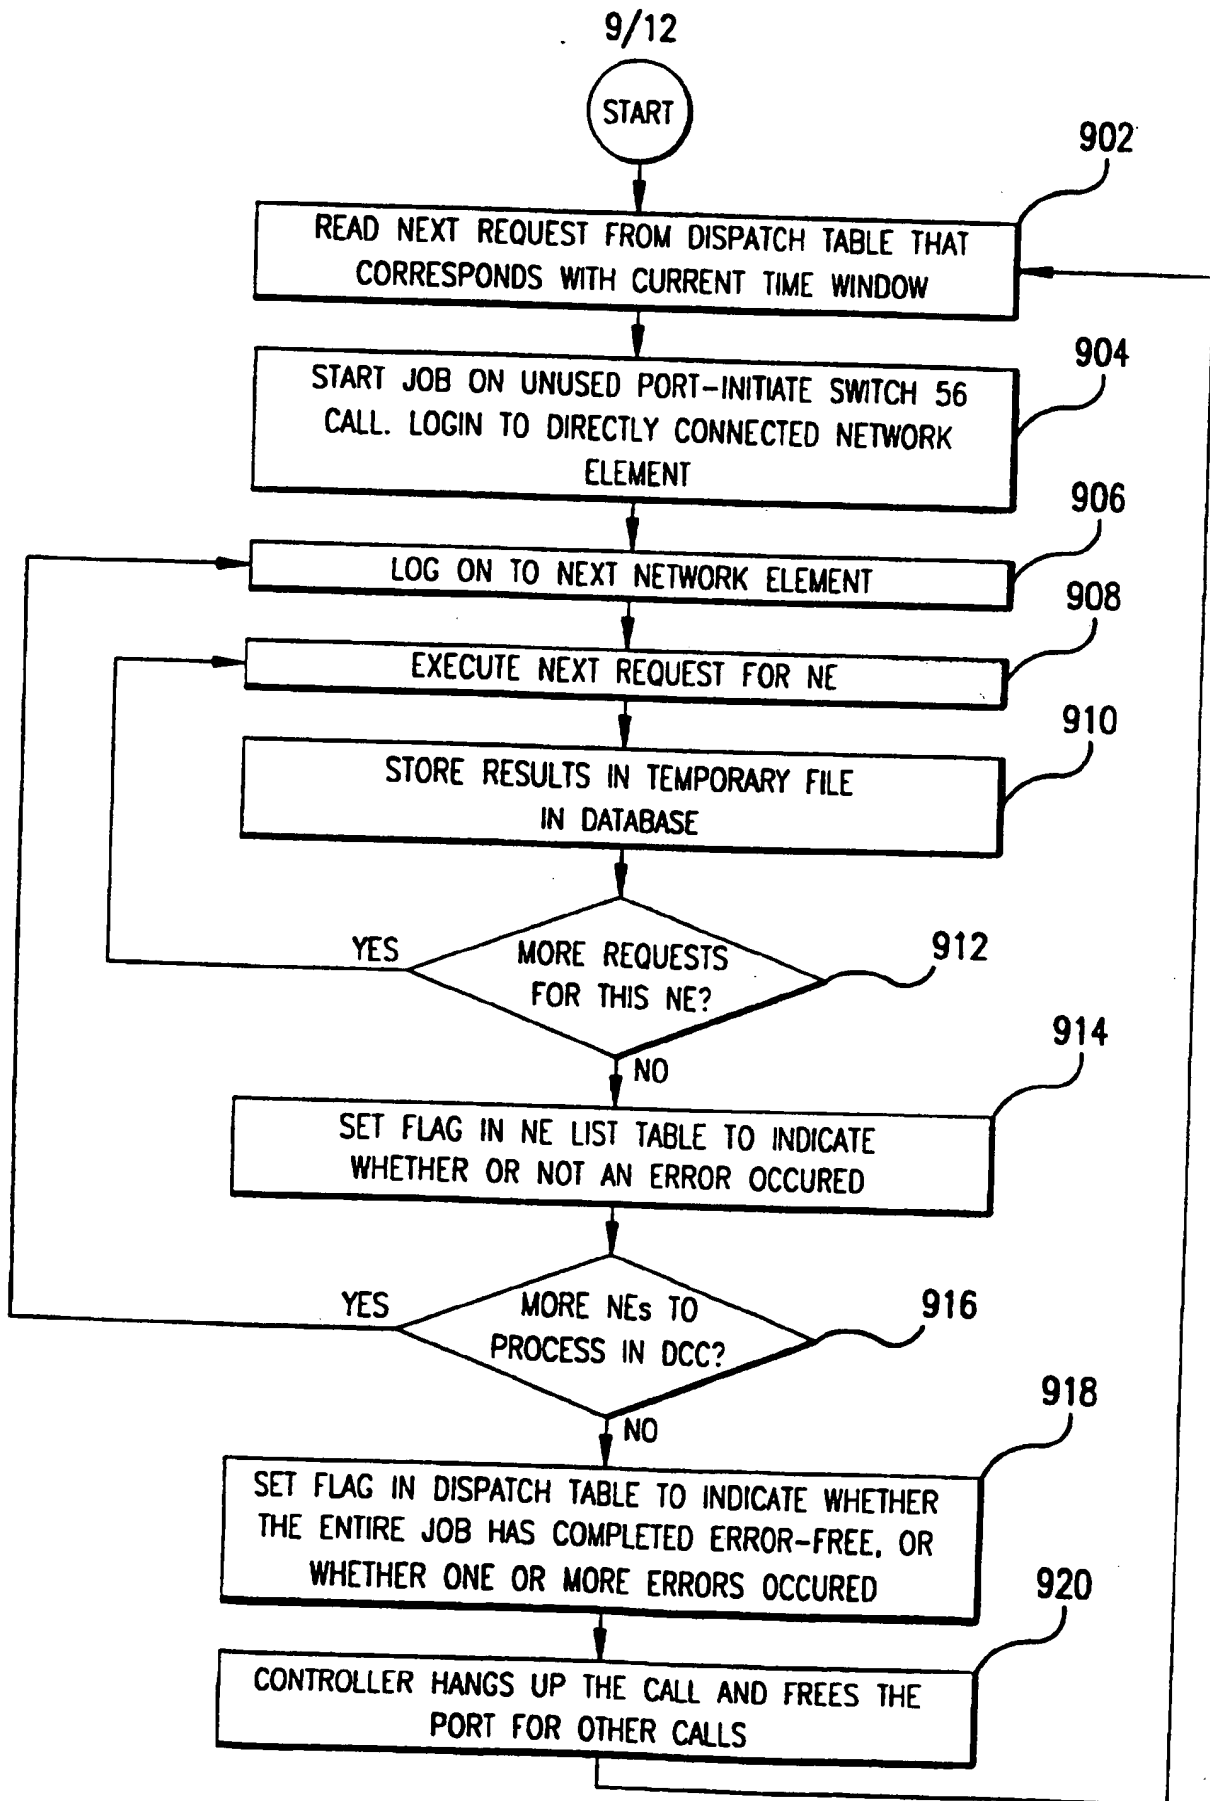 9/12
START
902
READ NEXT REQUEST FROM DISPATCH TABLE THAT
CORRESPONDS WITH CURRENT TIME WINDOW
904
START JOB ON UNUSED PORT-INITIATE SWITCH 56
CALL. LOGIN TO DIRECTLY CONNECTED NETWORK
ELEMENT
906
LOG ON TO NEXT NETWORK ELEMENT
908
EXECUTE NEXT REQUEST FOR NE
910
STORE RESULTS IN TEMPORARY FILE
IN DATABASE
YES
MORE REQUESTS
FOR THIS NE?
912
NO
914
SET FLAG IN NE LIST TABLE TO INDICATE
WHETHER OR NOT AN ERROR OCCURED
YES
MORE NEs TO
PROCESS IN DCC?
916
NO
918
SET FLAG IN DISPATCH TABLE TO INDICATE WHETHER
THE ENTIRE JOB HAS COMPLETED ERROR-FREE, OR
WHETHER ONE OR MORE ERRORS OCCURED
920
CONTROLLER HANGS UP THE CALL AND FREES THE
PORT FOR OTHER CALLS